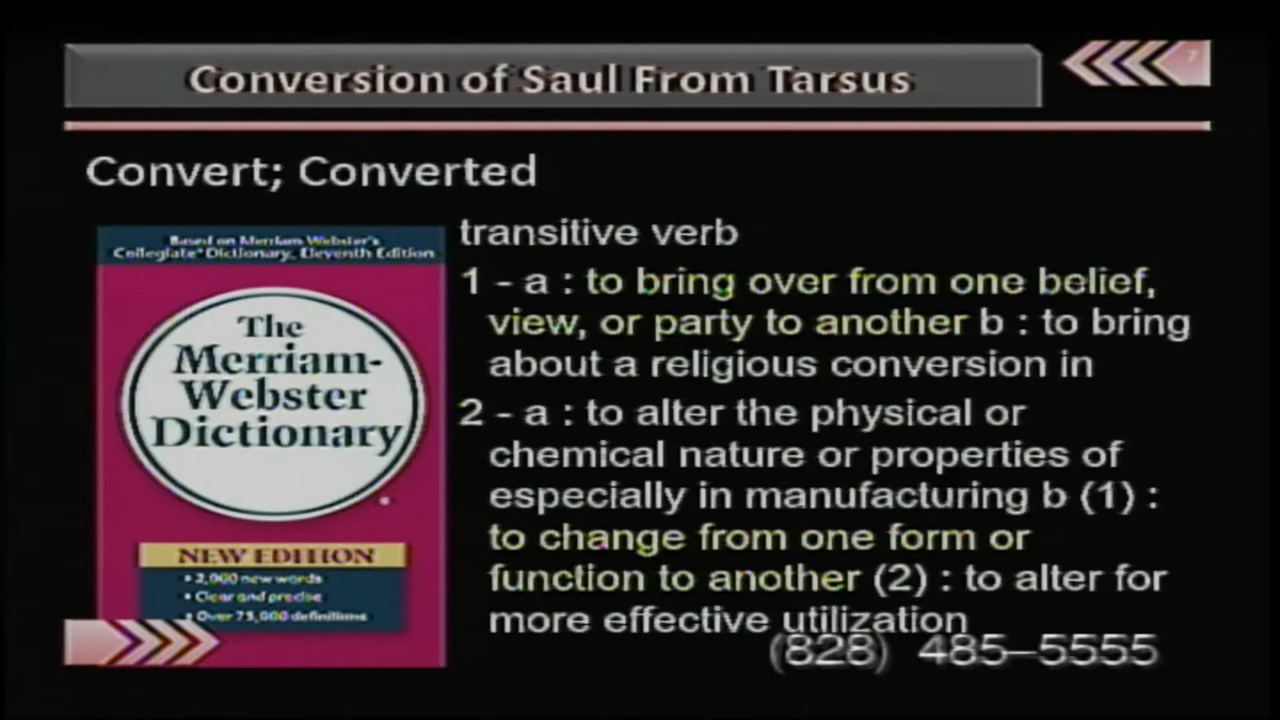 Conversion of Saul From Tarsus
7
Convert; Converted
Based on Merriam-Webster's
Collegiate® Dictionary, Eleventh Edition
The
Merriam-
Webster
Dictionary
NEW EDITION
• 2,000 new words
• Clear and precise
• Over 75,000 definitions
transitive verb
1 - a : to bring over from one belief,
view, or party to another b : to bring
about a religious conversion in
2 - a : to alter the physical or
chemical nature or properties of
especially in manufacturing b (1) :
to change from one form or
function to another (2) : to alter for
more effective utilization
(828) 485–5555